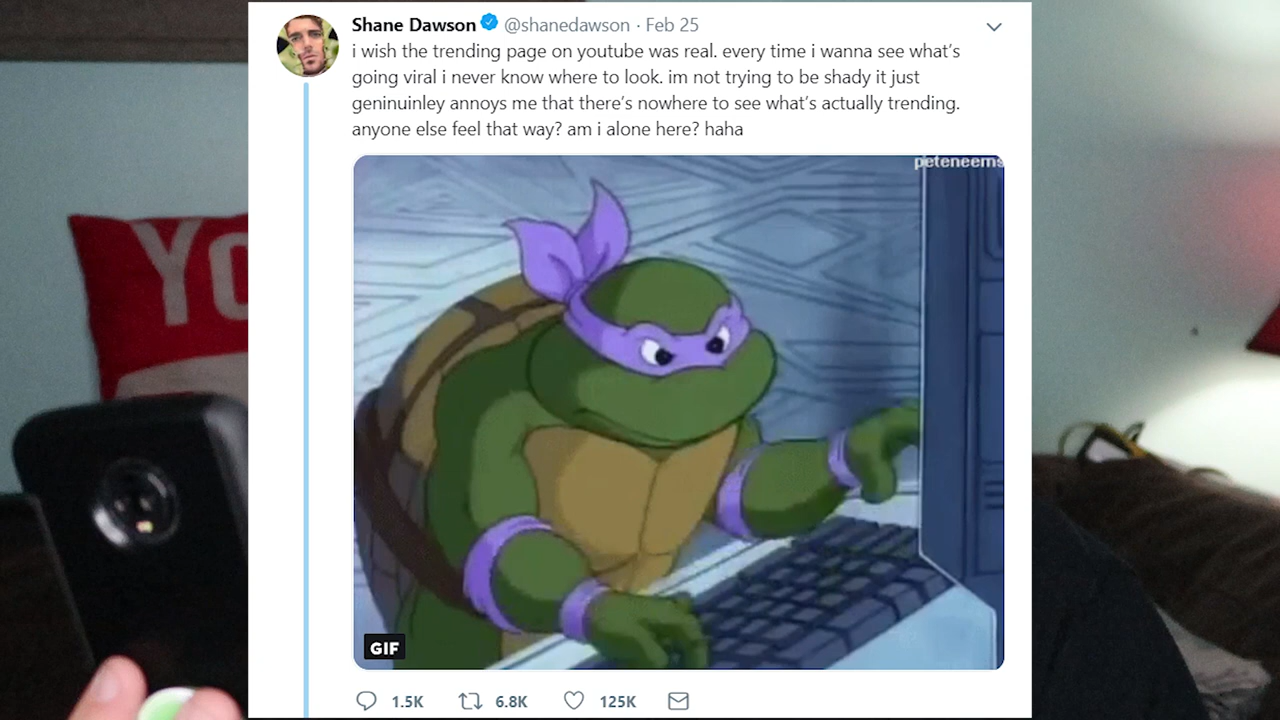 Shane Dawson @shanedawson · Feb 25
i wish the trending page on youtube was real. every time i wanna see what's
going viral i never know where to look. im not trying to be shady it just
geninuinley annoys me that there's nowhere to see what's actually trending.
anyone else feel that way? am i alone here? haha
peteneems
YO
GIF
1.5K 6.8K 125K